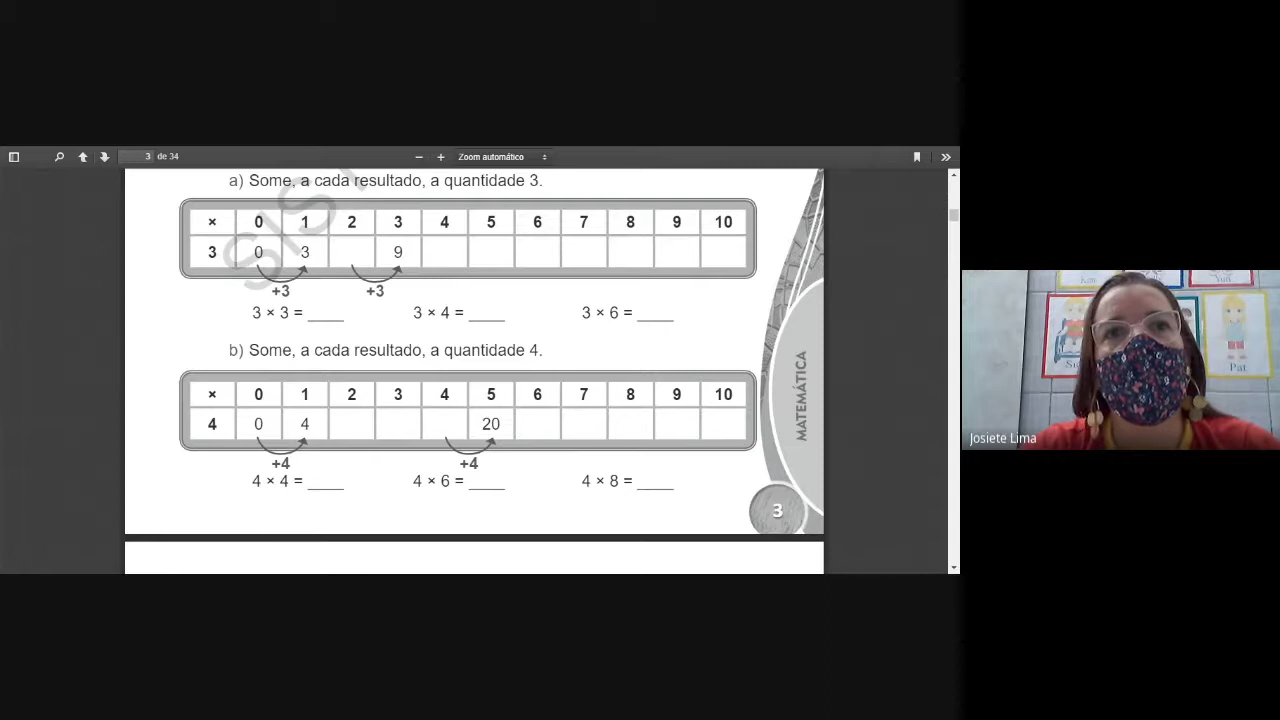 3 de 34
Zoom automático
a) Some, a cada resultado, a quantidade 3.
× 0 1 2 3 4 5 6 7 8 9 10
3 0 3 9
+3 +3
3 × 3 = ____ 3 × 4 = ____ 3 × 6 = ____
b) Some, a cada resultado, a quantidade 4.
× 0 1 2 3 4 5 6 7 8 9 10
4 0 4 20
+4 +4
4 × 4 = ____ 4 × 6 = ____ 4 × 8 = ____
MATEMÁTICA
3
SIST
Pat
Josiete Lima